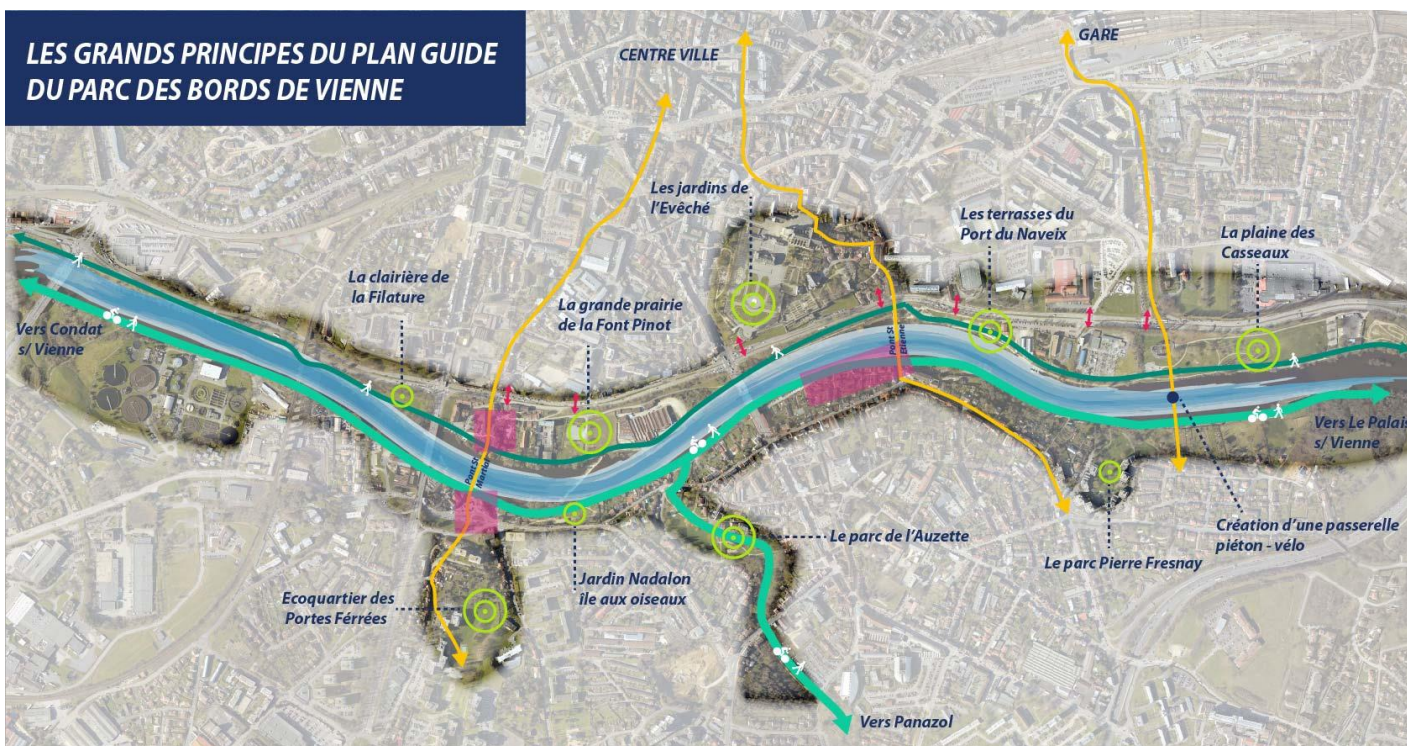 LES GRANDS PRINCIPES DU PLAN GUIDE
DU PARC DES BORDS DE VIENNE
CENTRE VILLE
GARE
Les jardins de
l'Evêché
Les terrasses du
Port du Naveix
La plaine des
Casseaux
La clairière de
la Filature
La grande prairie
de la Font Pinot
Vers Condat
s/ Vienne
Pont St
Etienne
Pont St
Martial
Vers Le Palais
s/ Vienne
Création d'une passerelle
piéton - vélo
Le parc de l'Auzette
Le parc Pierre Fresnay
Jardin Nadalon
île aux oiseaux
Ecoquartier des
Portes Férrées
Vers Panazol